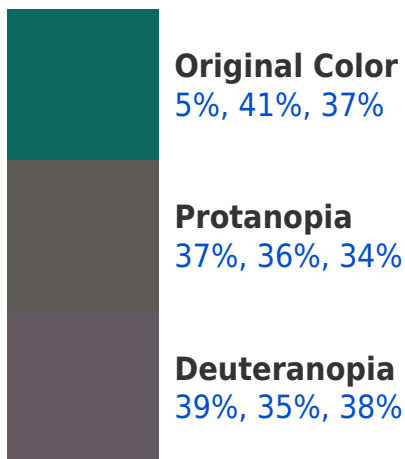 Original Color
5%, 41%, 37%
Protanopia
37%, 36%, 34%
Deuteranopia
39%, 35%, 38%